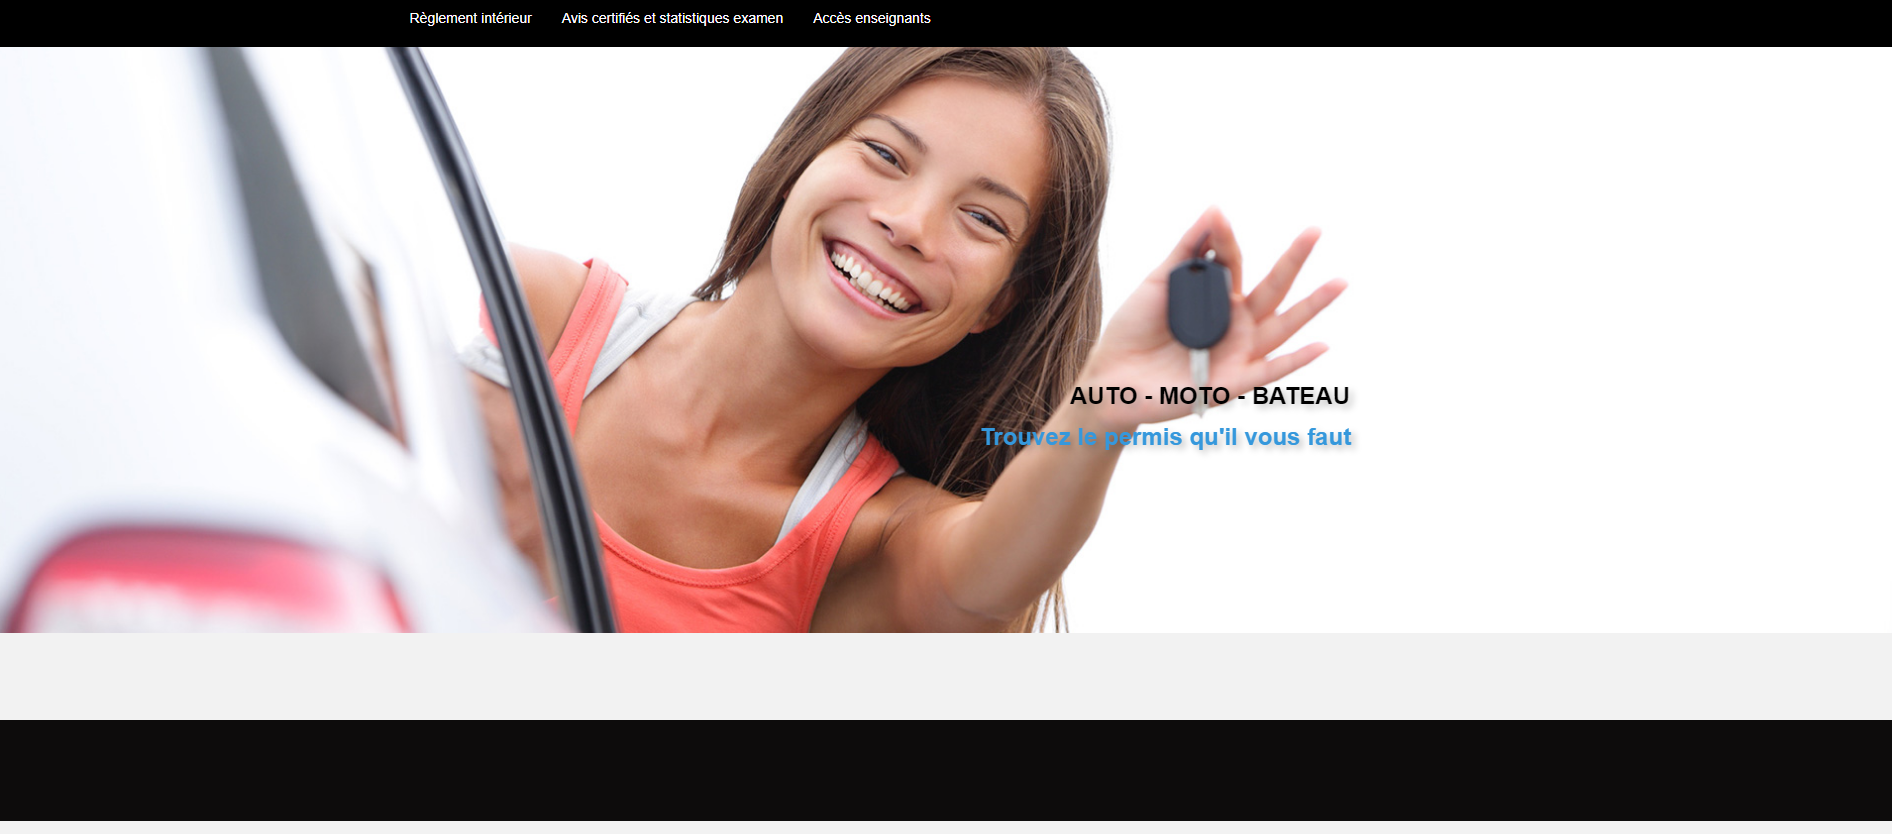 Règlement intérieur Avis certifiés et statistiques examen Accès enseignants
AUTO - MOTO - BATEAU
Trouvez le permis qu'il vous faut